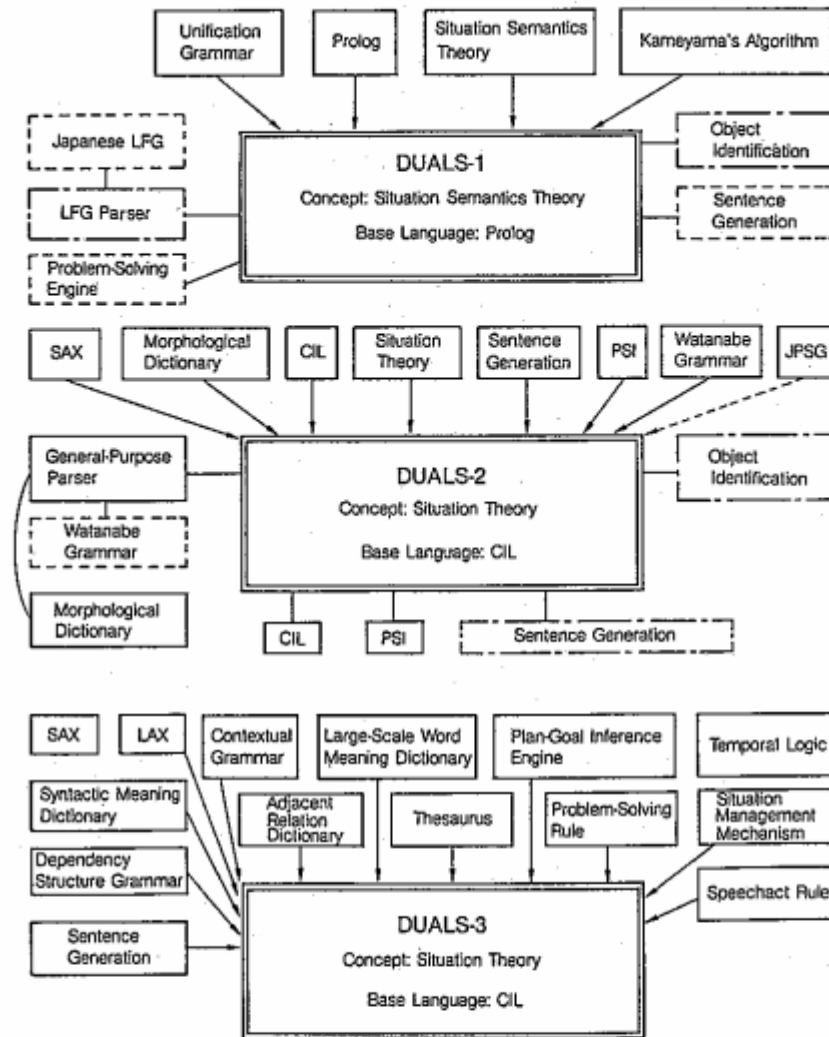 Unification
Grammar
Prolog
Situation Semantics
Theory
Kameyama's Algorithm
Japanese LFG
LFG Parser
Problem-Solving
Engine
DUALS-1
Concept: Situation Semantics Theory
Base Language: Prolog
Object
Identification
Sentence
Generation
SAX
Morphological
Dictionary
CIL
Situation
Theory
Sentence
Generation
PSI
Watanabe
Grammar
JPSG
General-Purpose
Parser
Watanabe
Grammar
Morphological
Dictionary
DUALS-2
Concept: Situation Theory
Base Language: CIL
Object
Identification
CIL
PSI
Sentence Generation
SAX
LAX
Contextual
Grammar
Large-Scale Word
Meaning Dictionary
Plan-Goal Inference
Engine
Temporal Logic
Syntactic Meaning
Dictionary
Adjacent
Relation
Dictionary
Thesaurus
Problem-Solving
Rule
Situation
Management
Mechanism
Dependency
Structure Grammar
Speechact Rule
Sentence
Generation
DUALS-3
Concept: Situation Theory
Base Language: CIL